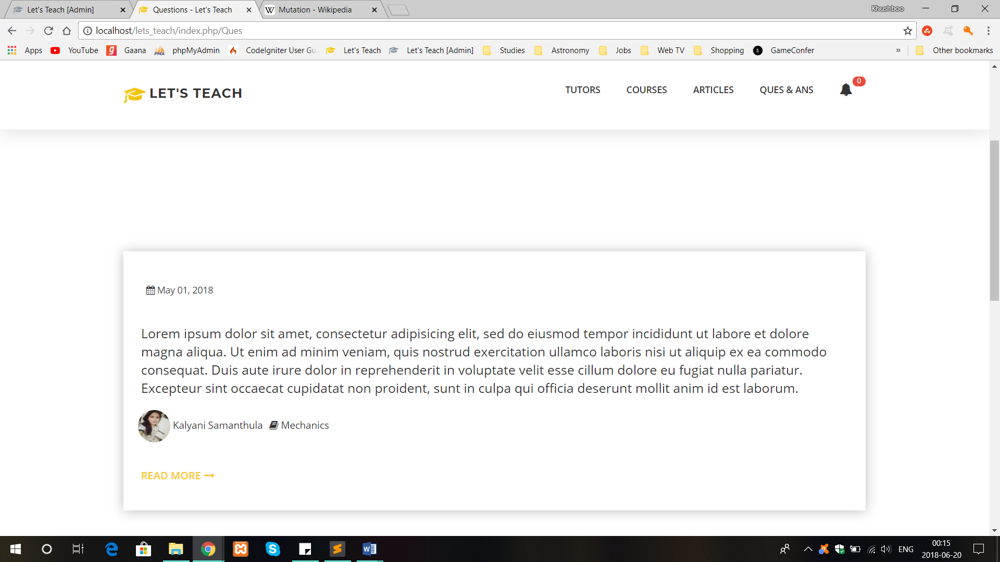 Let's Teach [Admin]
Questions - Let's Teach
W Mutation - Wikipedia
Khushboo
localhost/lets_teach/index.php/Ques
Apps YouTube Gaana phpMyAdmin CodeIgniter User Gu Let's Teach Let's Teach [Admin] Studies Astronomy Jobs Web TV Shopping GameConfer » Other bookmarks
LET'S TEACH
TUTORS COURSES ARTICLES QUES & ANS 0
May 01, 2018
Lorem ipsum dolor sit amet, consectetur adipisicing elit, sed do eiusmod tempor incididunt ut labore et dolore
magna aliqua. Ut enim ad minim veniam, quis nostrud exercitation ullamco laboris nisi ut aliquip ex ea commodo
consequat. Duis aute irure dolor in reprehenderit in voluptate velit esse cillum dolore eu fugiat nulla pariatur.
Excepteur sint occaecat cupidatat non proident, sunt in culpa qui officia deserunt mollit anim id est laborum.
Kalyani Samanthula Mechanics
READ MORE
ENG
00:15
2018-06-20